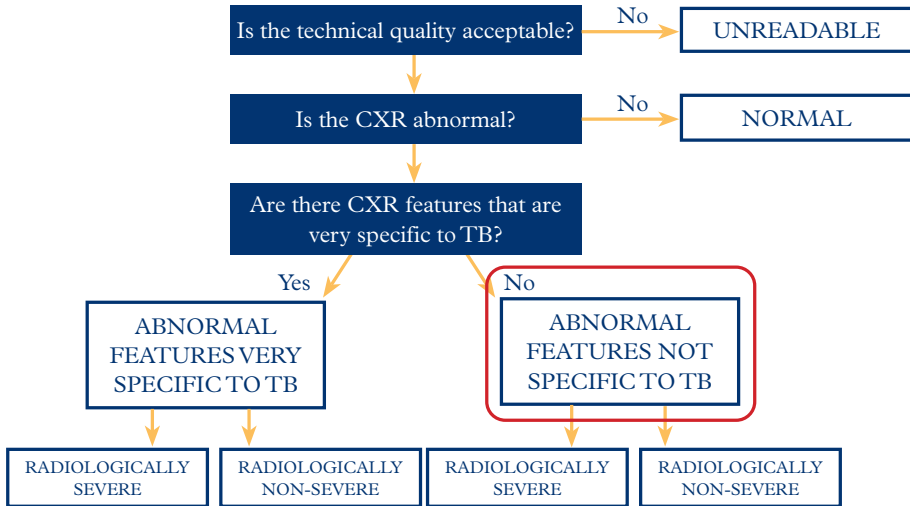 Is the technical quality acceptable?
No
UNREADABLE
Is the CXR abnormal?
No
NORMAL
Are there CXR features that are
very specific to TB?
Yes
No
ABNORMAL
FEATURES VERY
SPECIFIC TO TB
ABNORMAL
FEATURES NOT
SPECIFIC TO TB
RADIOLOGICALLY
SEVERE
RADIOLOGICALLY
NON-SEVERE
RADIOLOGICALLY
SEVERE
RADIOLOGICALLY
NON-SEVERE